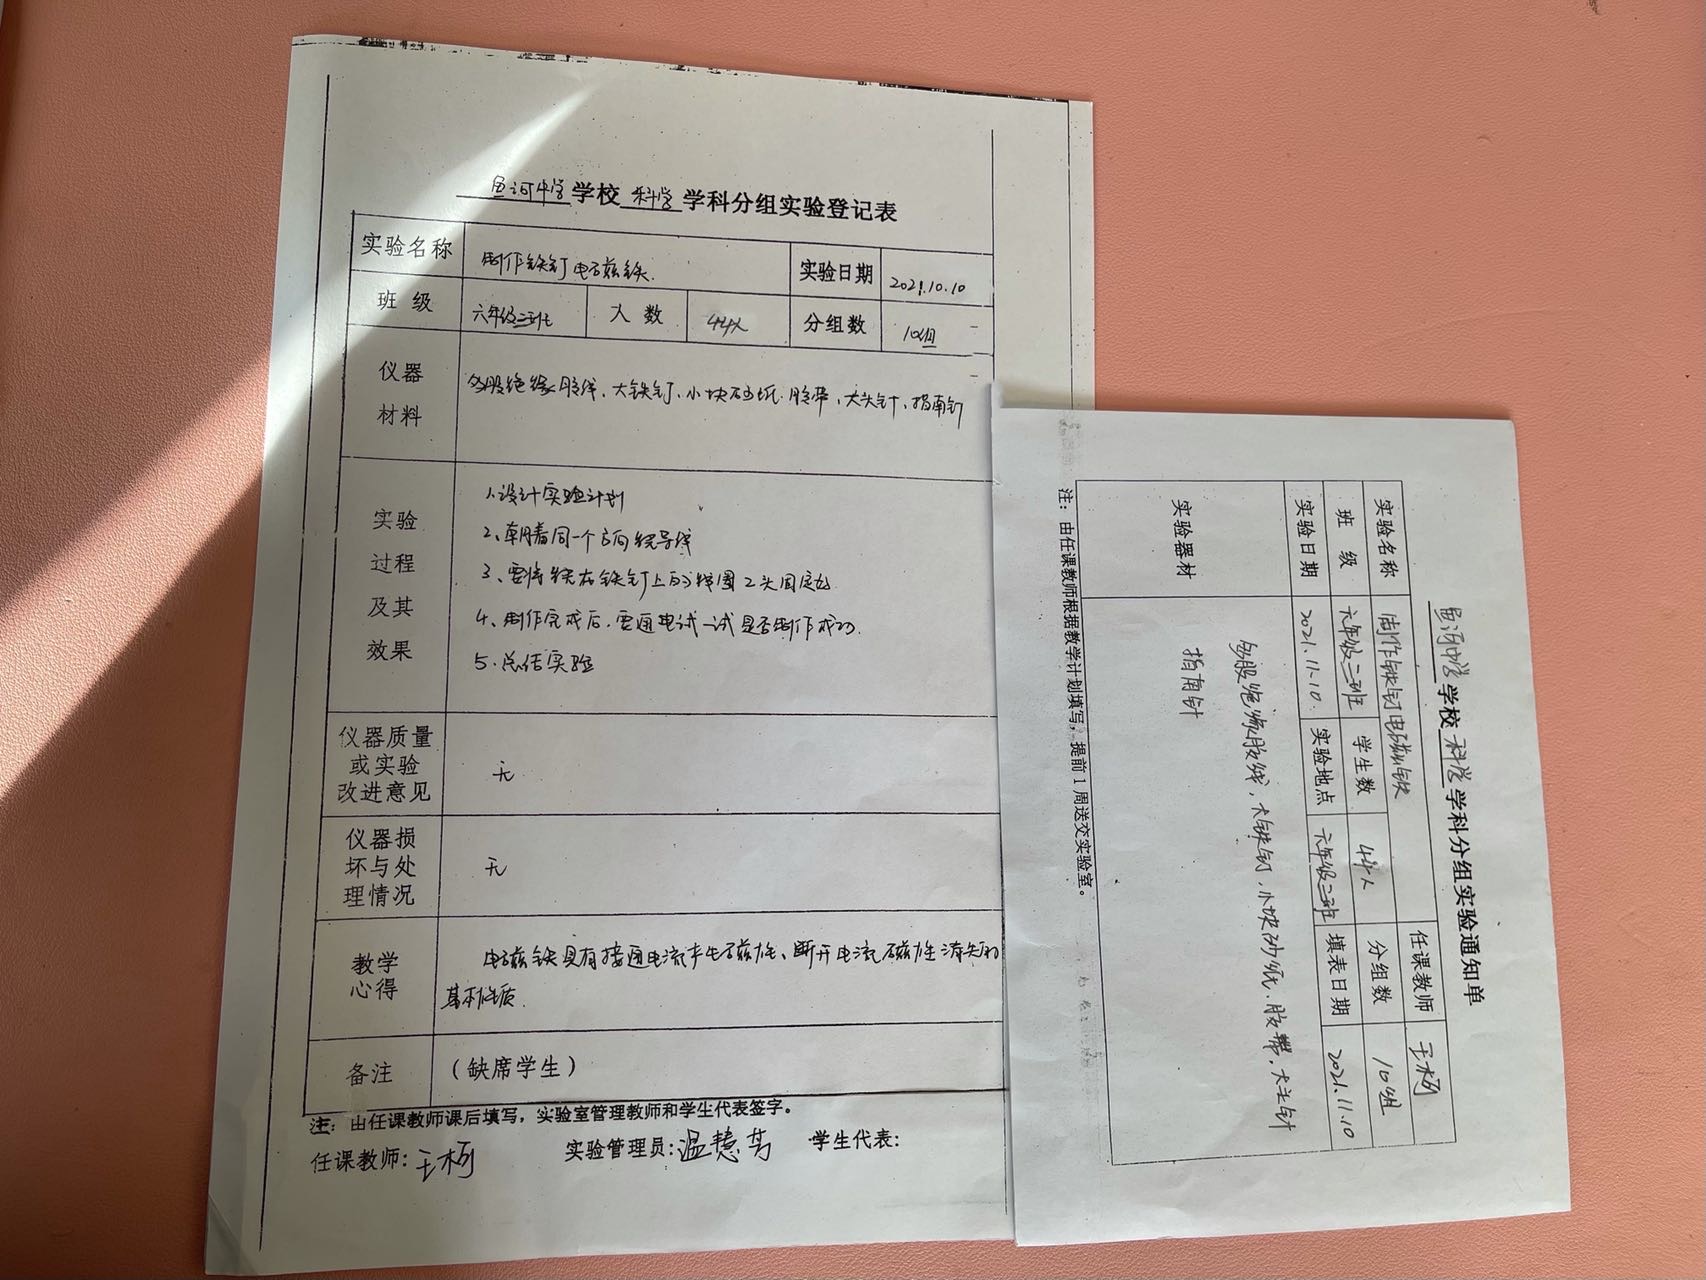 鱼河中学学校科学学科分组实验登记表
实验名称 制作铁钉电磁铁. 实验日期 2021.10.10
班级 六年级三班 人数 44人 分组数 10组
仪器材料 多股绝缘胶线、大铁钉、小块砂纸.胶带、大头针、指南针
实验过程及其效果
1.设计实验计划
2、朝着同一个方向绕导线
3、要将绕在铁钉上的线圈2头固定起
4、制作完成后.要通电试一试是否制作成功.
5.总结实验
仪器质量或实验改进意见 无
仪器损坏与处理情况 无
教学心得 电磁铁具有接通电流产生磁性、断开电流磁性消失的
基本性质.
备注 （缺席学生）
注：由任课教师课后填写，实验室管理教师和学生代表签字。
任课教师: 王杨 实验管理员: 温慧芳 学生代表:
鱼河中学学校科学学科分组实验通知单
实验名称 制作铁钉电磁铁 任课教师 王杨
班级 六年级三班 学生数 44人 分组数 10组
实验日期 2021.11.10. 实验地点 六年级三班 填表日期 2021.11.10
实验器材 多股绝缘胶线，大铁钉，小块砂纸.胶带，大头针
指南针
注：由任课教师根据教学计划填写，提前1周送交实验室。